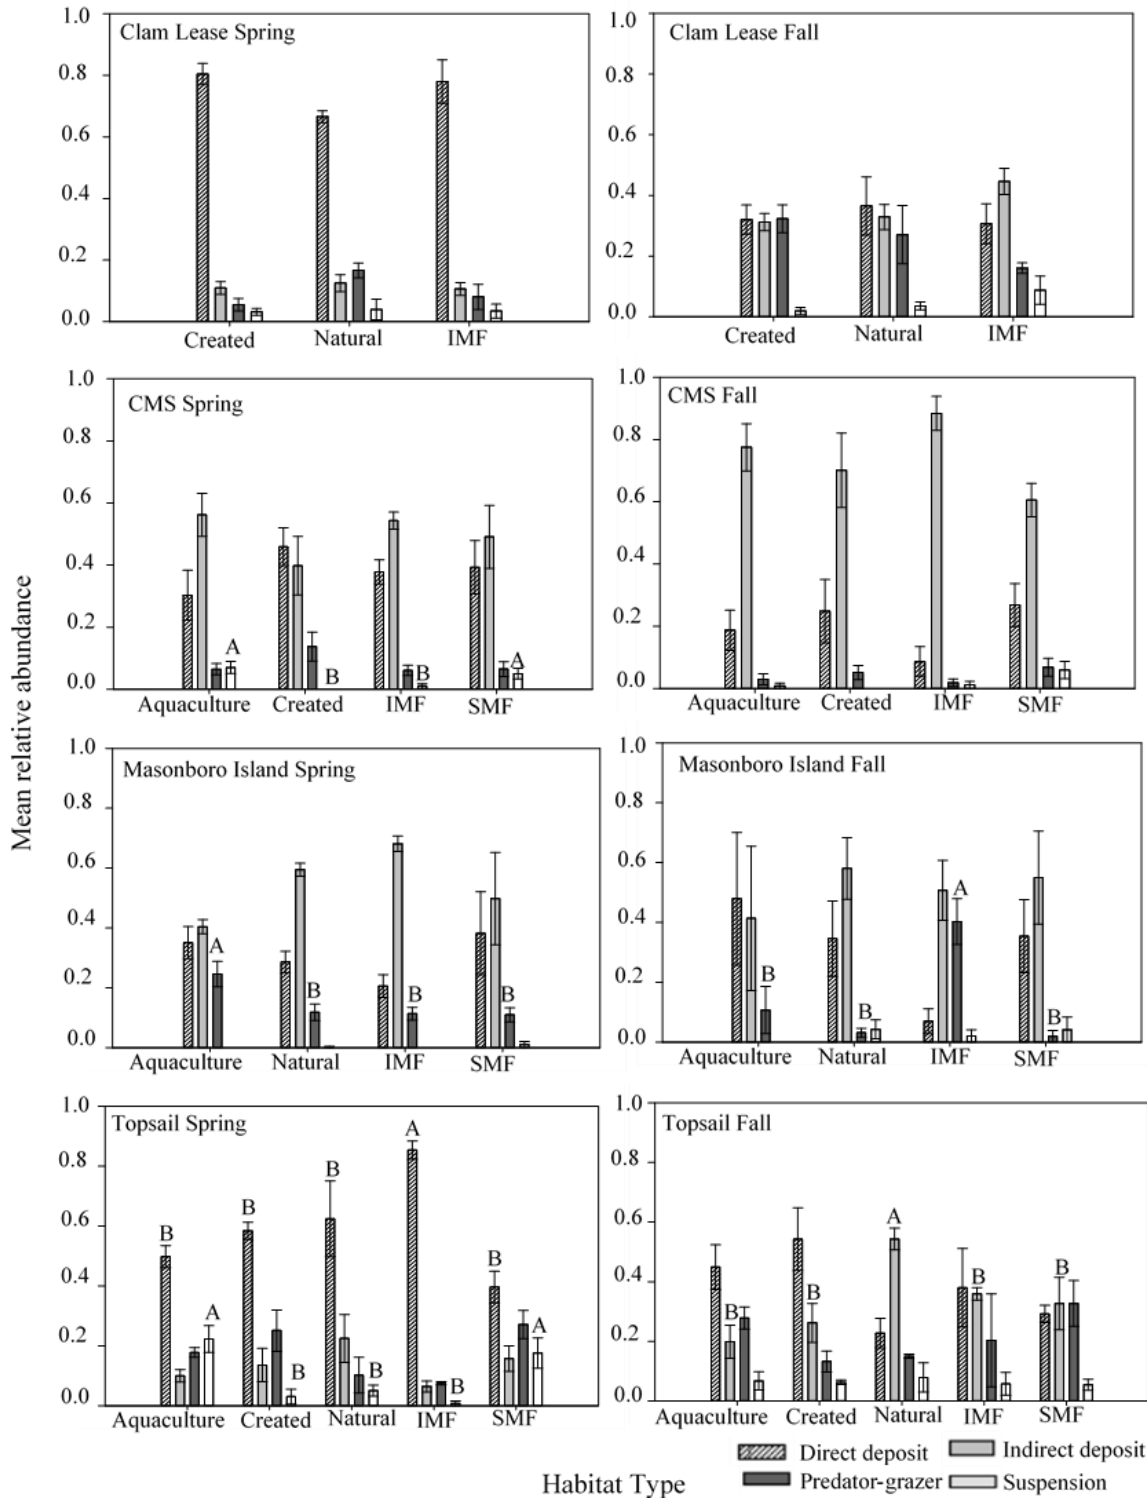 Mean relative abundance
Clam Lease Spring
1.0
0.8
0.6
0.4
0.2
0.0
Created Natural IMF
Clam Lease Fall
1.0
0.8
0.6
0.4
0.2
0.0
Created Natural IMF
CMS Spring
1.0
0.8
0.6
0.4
0.2
0.0
A
B
B
A
Aquaculture Created IMF SMF
CMS Fall
1.0
0.8
0.6
0.4
0.2
0.0
Aquaculture Created IMF SMF
Masonboro Island Spring
1.0
0.8
0.6
0.4
0.2
0.0
A
B
B
B
Aquaculture Natural IMF SMF
Masonboro Island Fall
1.0
0.8
0.6
0.4
0.2
0.0
B
B
A
B
Aquaculture Natural IMF SMF
Topsail Spring
1.0
0.8
0.6
0.4
0.2
0.0
B
A
B
B
B
B
A
B
B
A
Aquaculture Created Natural IMF SMF
Topsail Fall
1.0
0.8
0.6
0.4
0.2
0.0
B
B
A
B
B
Aquaculture Created Natural IMF SMF
Habitat Type
Direct deposit Indirect deposit
Predator-grazer Suspension